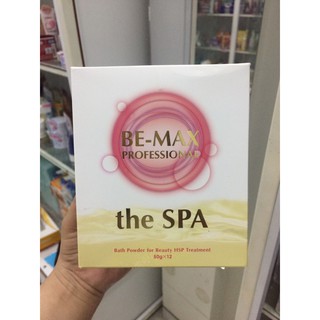 BE-MAX
PROFESSIONAL
the SPA
Bath Powder for Beauty HSP Treatment
50g×12